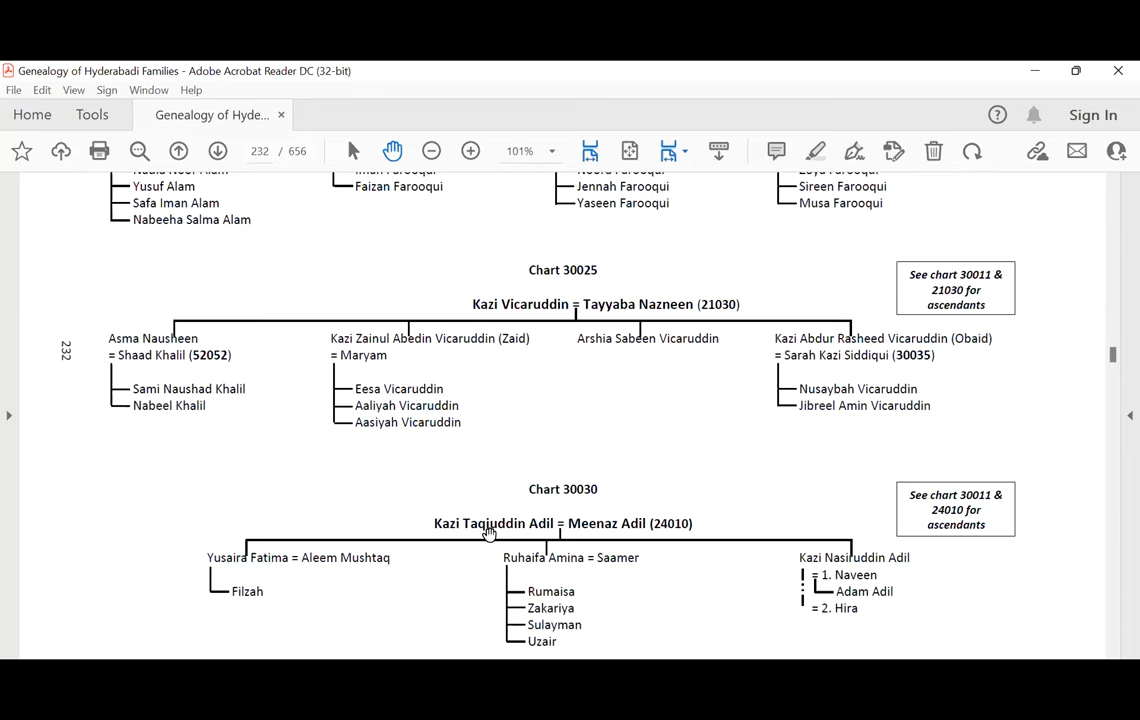 Genealogy of Hyderabadi Families - Adobe Acrobat Reader DC (32-bit)
File Edit View Sign Window Help
Home Tools Genealogy of Hyde... × Sign In
232 / 656 101%
Yusuf Alam
Safa Iman Alam
Nabeeha Salma Alam
Faizan Farooqui
Jennah Farooqui
Yaseen Farooqui
Sireen Farooqui
Musa Farooqui
232
Chart 30025
See chart 30011 &
21030 for
ascendants
Kazi Vicaruddin = Tayyaba Nazneen (21030)
Asma Nausheen
= Shaad Khalil (52052)
Sami Naushad Khalil
Nabeel Khalil
Kazi Zainul Abedin Vicaruddin (Zaid)
= Maryam
Eesa Vicaruddin
Aaliyah Vicaruddin
Aasiyah Vicaruddin
Arshia Sabeen Vicaruddin
Kazi Abdur Rasheed Vicaruddin (Obaid)
= Sarah Kazi Siddiqui (30035)
Nusaybah Vicaruddin
Jibreel Amin Vicaruddin
Chart 30030
See chart 30011 &
24010 for
ascendants
Kazi Taqiuddin Adil = Meenaz Adil (24010)
Yusaira Fatima = Aleem Mushtaq
Filzah
Ruhaifa Amina = Saamer
Rumaisa
Zakariya
Sulayman
Uzair
Kazi Nasiruddin Adil
= 1. Naveen
Adam Adil
= 2. Hira